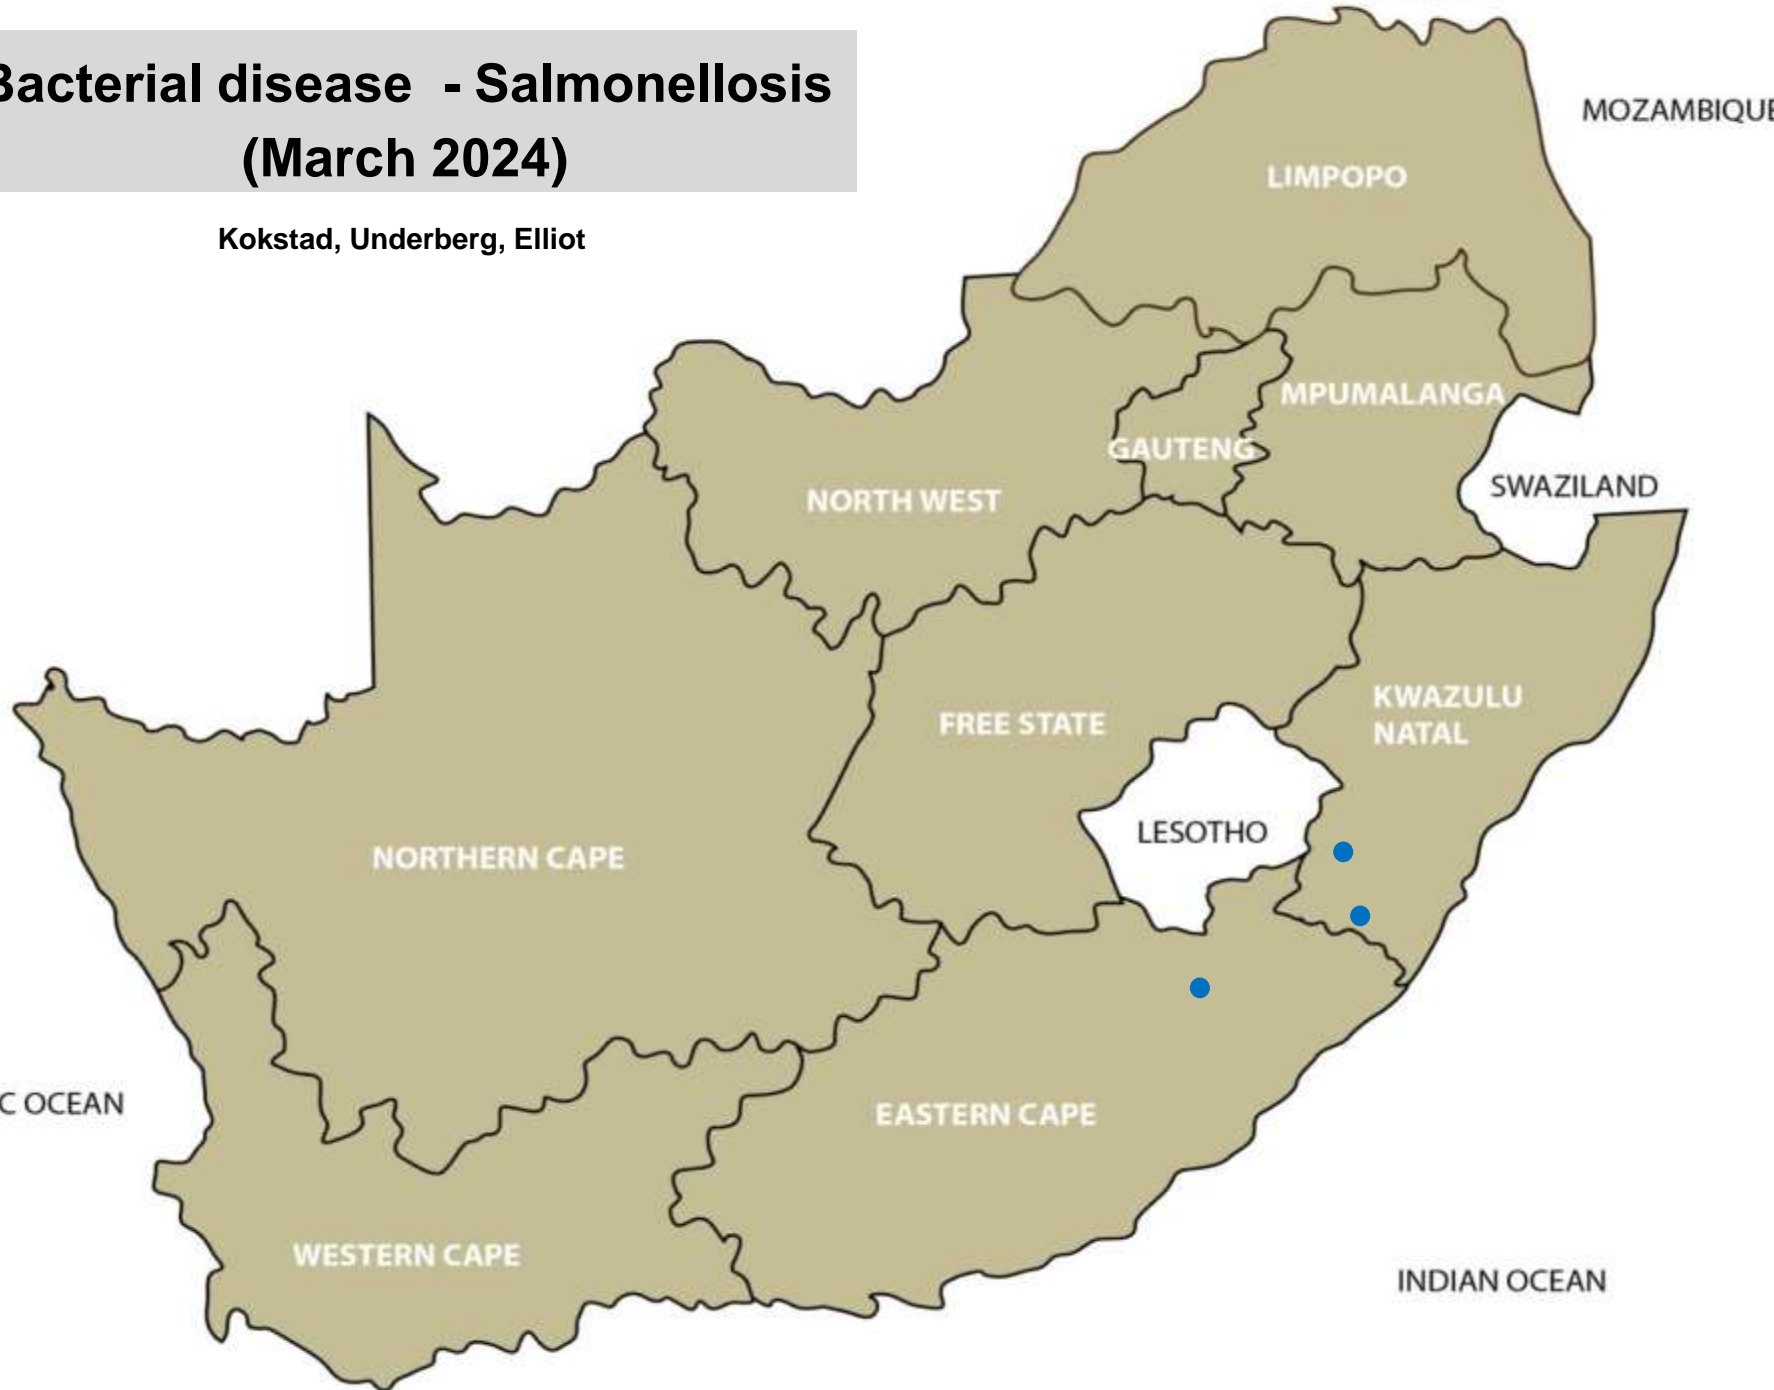 Bacterial disease - Salmonellosis
(March 2024)
Kokstad, Underberg, Elliot
MOZAMBIQUE
LIMPOPO
MPUMALANGA
GAUTENG
SWAZILAND
NORTH WEST
KWAZULU
NATAL
FREE STATE
LESOTHO
NORTHERN CAPE
C OCEAN
EASTERN CAPE
WESTERN CAPE
INDIAN OCEAN